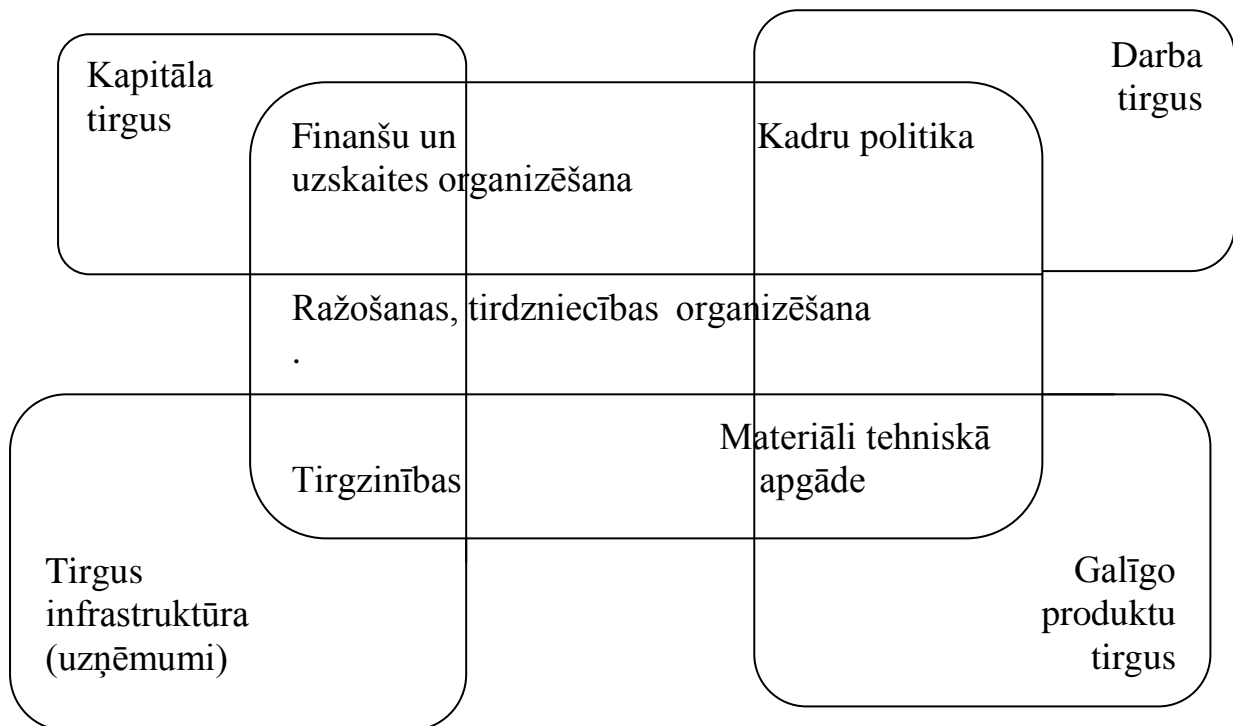 Kapitāla
tirgus
Darba
tirgus
Finanšu un
uzskaites organizēšana
Kadru politika
Ražošanas, tirdzniecības organizēšana
.
Tirgzinības
Materiāli tehniskā
apgāde
Tirgus
infrastruktūra
(uzņēmumi)
Galīgo
produktu
tirgus